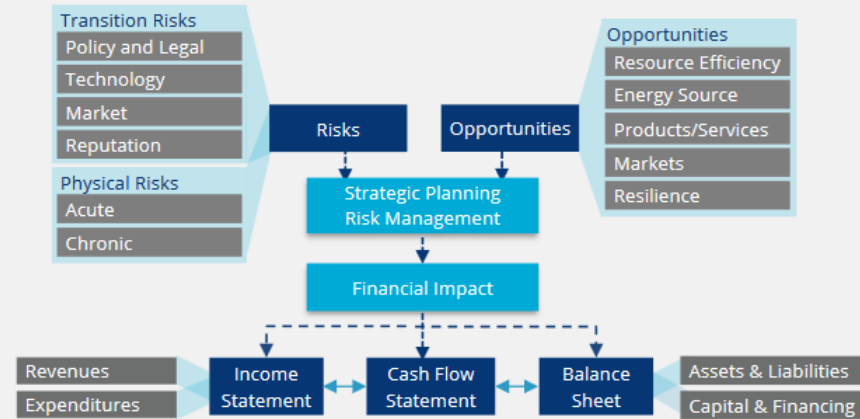 Transition Risks
Policy and Legal
Technology
Market
Reputation
Physical Risks
Acute
Chronic
Risks
Opportunities
Opportunities
Resource Efficiency
Energy Source
Products/Services
Markets
Resilience
Strategic Planning
Risk Management
Financial Impact
Revenues
Expenditures
Income
Statement
Cash Flow
Statement
Balance
Sheet
Assets & Liabilities
Capital & Financing